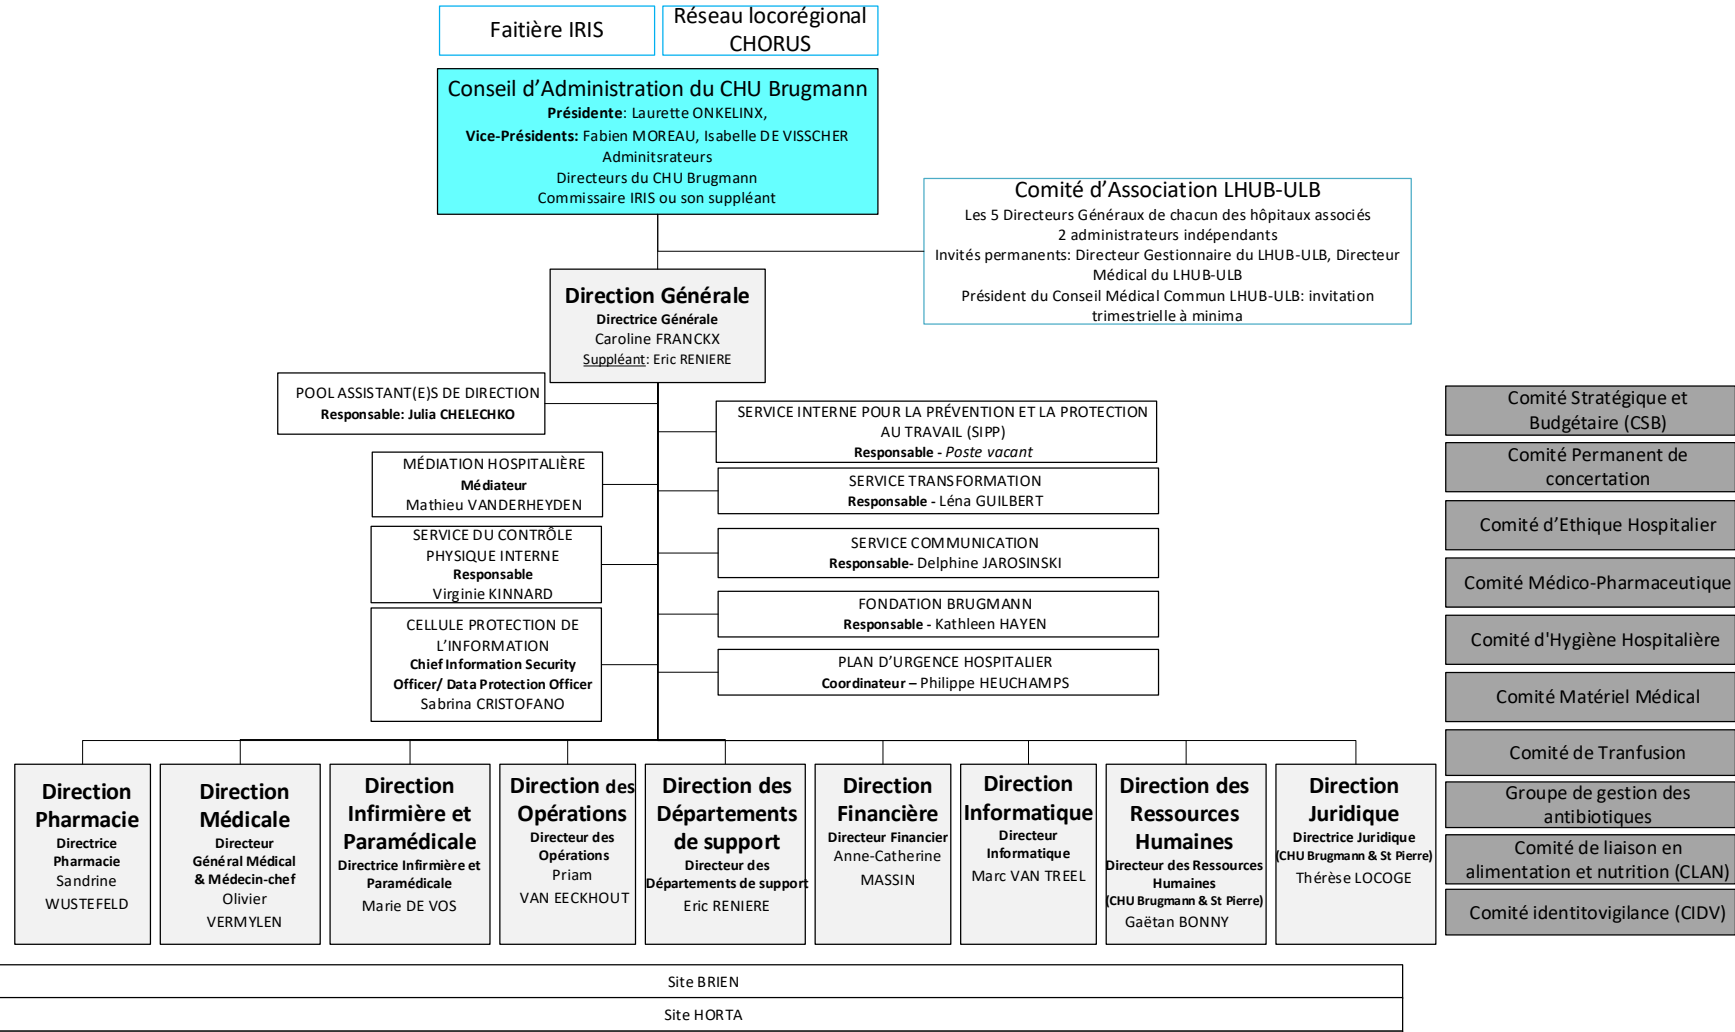 Faitière IRIS
Réseau locorégional
CHORUS
Conseil d’Administration du CHU Brugmann
Présidente: Laurette ONKELINX,
Vice-Présidents: Fabien MOREAU, Isabelle DE VISSCHER
Adminitsrateurs
Directeurs du CHU Brugmann
Commissaire IRIS ou son suppléant
Comité d’Association LHUB-ULB
Les 5 Directeurs Généraux de chacun des hôpitaux associés
2 administrateurs indépendants
Invités permanents: Directeur Gestionnaire du LHUB-ULB, Directeur
Médical du LHUB-ULB
Président du Conseil Médical Commun LHUB-ULB: invitation
trimestrielle à minima
Direction Générale
Directrice Générale
Caroline FRANCKX
Suppléant: Eric RENIERE
POOL ASSISTANT(E)S DE DIRECTION
Responsable: Julia CHELECHKO
MÉDIATION HOSPITALIÈRE
Médiateur
Mathieu VANDERHEYDEN
SERVICE DU CONTRÔLE
PHYSIQUE INTERNE
Responsable
Virginie KINNARD
CELLULE PROTECTION DE
L’INFORMATION
Chief Information Security
Officer/ Data Protection Officer
Sabrina CRISTOFANO
SERVICE INTERNE POUR LA PRÉVENTION ET LA PROTECTION
AU TRAVAIL (SIPP)
Responsable - Poste vacant
SERVICE TRANSFORMATION
Responsable - Léna GUILBERT
SERVICE COMMUNICATION
Responsable- Delphine JAROSINSKI
FONDATION BRUGMANN
Responsable - Kathleen HAYEN
PLAN D’URGENCE HOSPITALIER
Coordinateur – Philippe HEUCHAMPS
Comité Stratégique et
Budgétaire (CSB)
Comité Permanent de
concertation
Comité d’Ethique Hospitalier
Comité Médico-Pharmaceutique
Comité d'Hygiène Hospitalière
Comité Matériel Médical
Comité de Tranfusion
Groupe de gestion des
antibiotiques
Comité de liaison en
alimentation et nutrition (CLAN)
Comité identitovigilance (CIDV)
Direction
Pharmacie
Directrice
Pharmacie
Sandrine
WUSTEFELD
Direction
Médicale
Directeur
Général Médical
& Médecin-chef
Olivier
VERMYLEN
Direction
Infirmière et
Paramédicale
Directrice Infirmière et
Paramédicale
Marie DE VOS
Direction des
Opérations
Directeur des
Opérations
Priam
VAN EECKHOUT
Direction des
Départements
de support
Directeur des
Départements de support
Eric RENIERE
Direction
Financière
Directeur Financier
Anne-Catherine
MASSIN
Direction
Informatique
Directeur
Informatique
Marc VAN TREEL
Direction des
Ressources
Humaines
Directeur des Ressources
Humaines
(CHU Brugmann & St Pierre)
Gaëtan BONNY
Direction
Juridique
Directrice Juridique
(CHU Brugmann & St Pierre)
Thérèse LOCOGE
Site BRIEN
Site HORTA